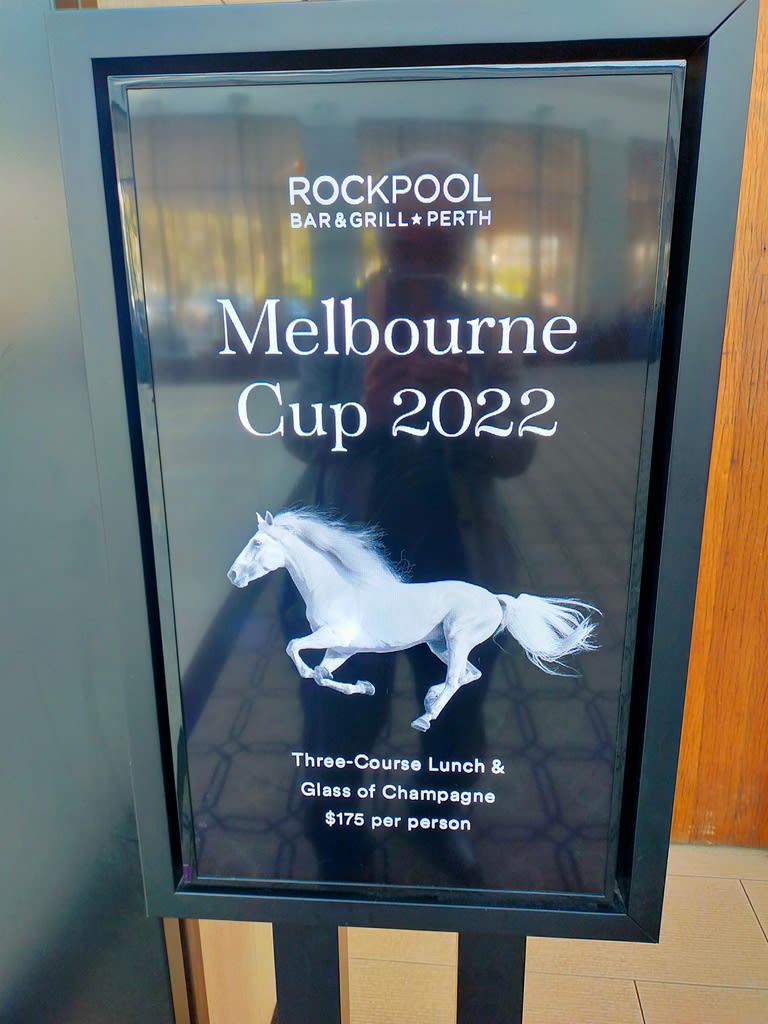 ROCKPOOL
BAR & GRILL ★ PERTH
Melbourne
Cup 2022
Three-Course Lunch &
Glass of Champagne
$175 per person